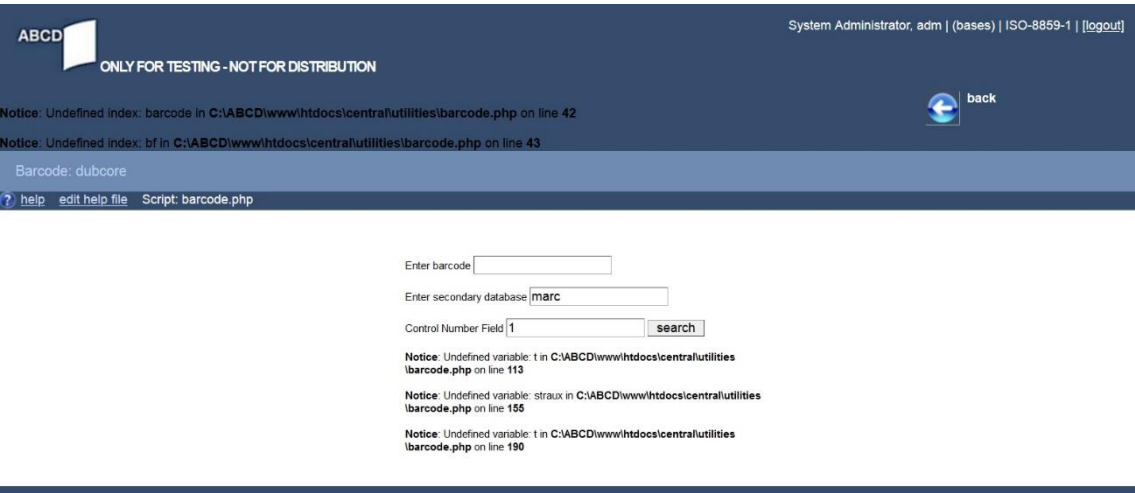 System Administrator, adm | (bases) | ISO-8859-1 | [logout]
ABCD
ONLY FOR TESTING - NOT FOR DISTRIBUTION
back
Notice: Undefined index: barcode in C:\ABCD\www\htdocs\central\utilities\barcode.php on line 42
Notice: Undefined index: bf in C:\ABCD\www\htdocs\central\utilities\barcode.php on line 43
Barcode: dubcore
? help edit help file Script: barcode.php
Enter barcode
Enter secondary database marc
Control Number Field 1 search
Notice: Undefined variable: t in C:\ABCD\www\htdocs\central\utilities
\barcode.php on line 113
Notice: Undefined variable: straux in C:\ABCD\www\htdocs\central\utilities
\barcode.php on line 155
Notice: Undefined variable: t in C:\ABCD\www\htdocs\central\utilities
\barcode.php on line 190